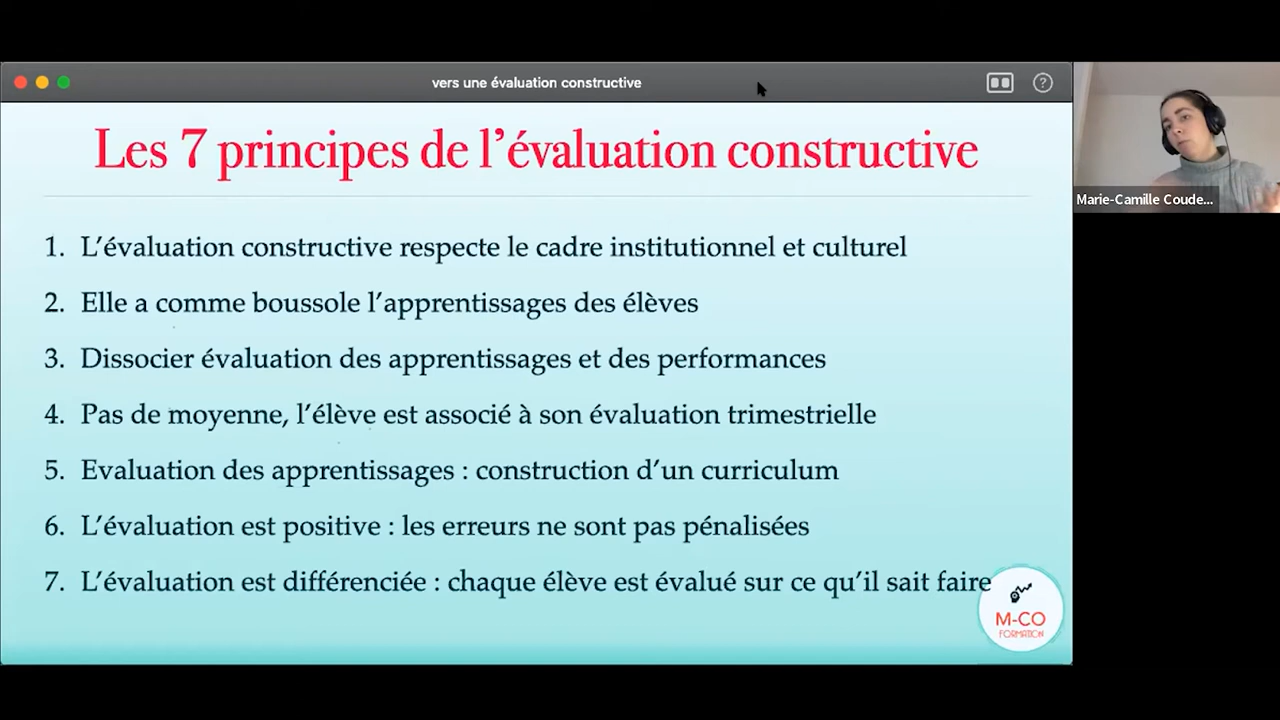 vers une évaluation constructive
?
Les 7 principes de l'évaluation constructive
Marie-Camille Coude...
1. L'évaluation constructive respecte le cadre institutionnel et culturel
2. Elle a comme boussole l'apprentissages des élèves
3. Dissocier évaluation des apprentissages et des performances
4. Pas de moyenne, l'élève est associé à son évaluation trimestrielle
5. Evaluation des apprentissages : construction d'un curriculum
6. L'évaluation est positive : les erreurs ne sont pas pénalisées
7. L'évaluation est différenciée : chaque élève est évalué sur ce qu'il sait faire
M-CO
FORMATION